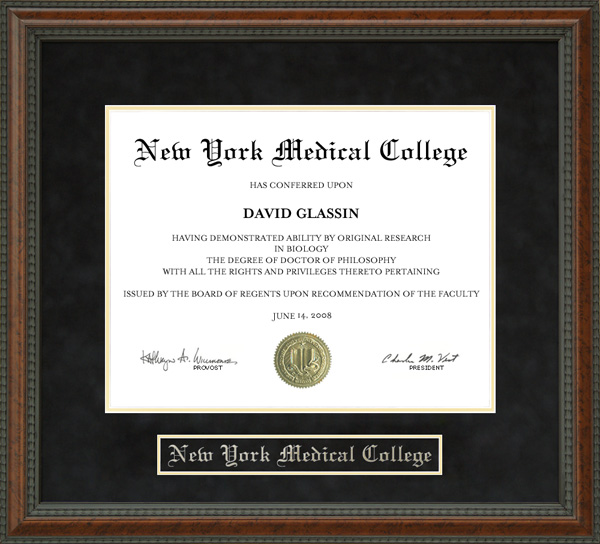 New York Medical College
HAS CONFERRED UPON
DAVID GLASSIN
HAVING DEMONSTRATED ABILITY BY ORIGINAL RESEARCH
IN BIOLOGY
THE DEGREE OF DOCTOR OF PHILOSOPHY
WITH ALL THE RIGHTS AND PRIVILEGES THERETO PERTAINING
ISSUED BY THE BOARD OF REGENTS UPON RECOMMENDATION OF THE FACULTY
JUNE 14, 2008
PROVOST
PRESIDENT
New York Medical College